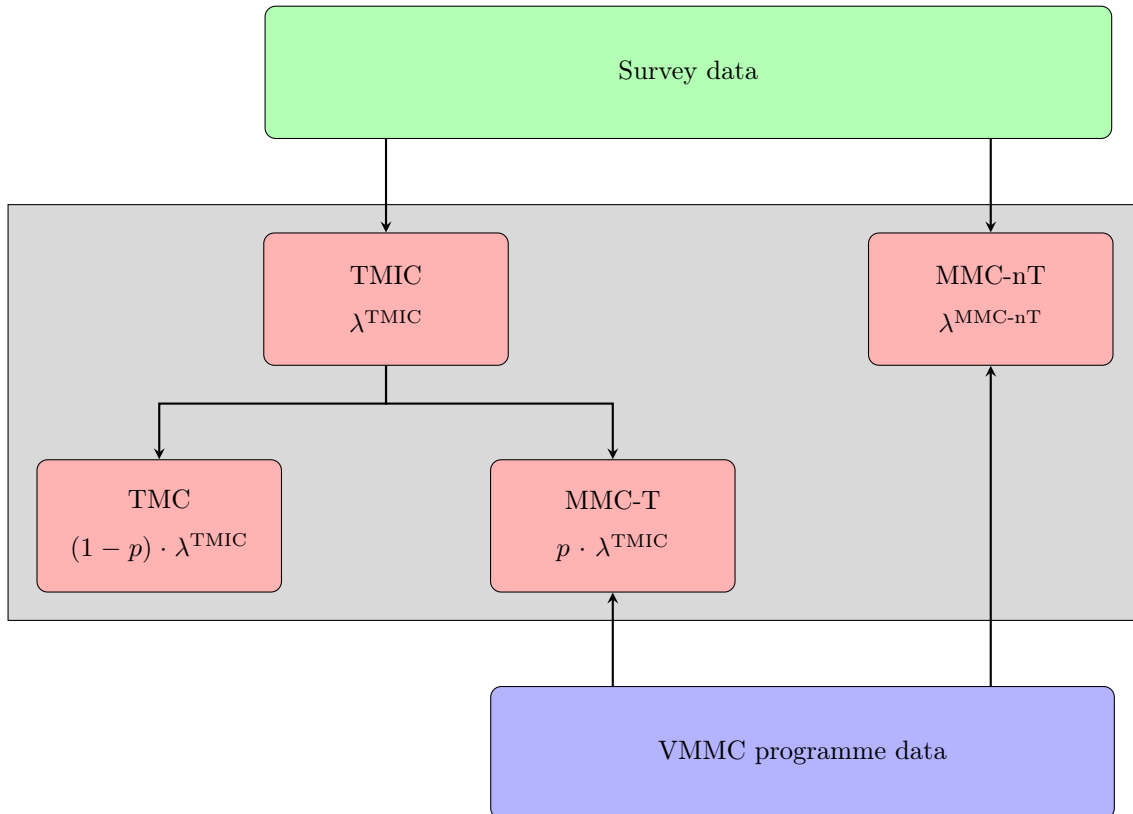 Survey data
TMIC
λ^TMIC
MMC-nT
λ^MMC-nT
TMC
(1 − p) · λ^TMIC
MMC-T
p · λ^TMIC
VMMC programme data